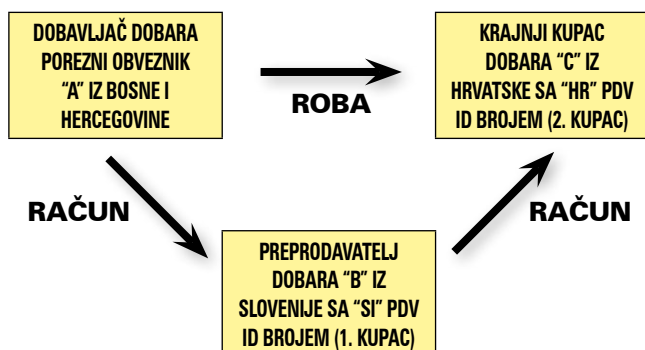 DOBAVLJAČ DOBARA
POREZNI OBVEZNIK
“A” IZ BOSNE I
HERCEGOVINE
ROBA
KRAJNJI KUPAC
DOBARA “C” IZ
HRVATSKE SA “HR” PDV
ID BROJEM (2. KUPAC)
RAČUN
RAČUN
PREPRODAVATELJ
DOBARA “B” IZ
SLOVENIJE SA “SI” PDV
ID BROJEM (1. KUPAC)